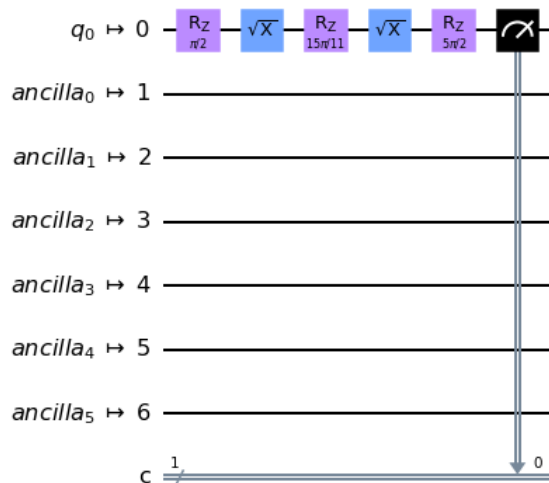 q₀ ↦ 0 R_Z π/2 √X R_Z 15π/11 √X R_Z 5π/2
ancilla₀ ↦ 1
ancilla₁ ↦ 2
ancilla₂ ↦ 3
ancilla₃ ↦ 4
ancilla₄ ↦ 5
ancilla₅ ↦ 6
c 1 0